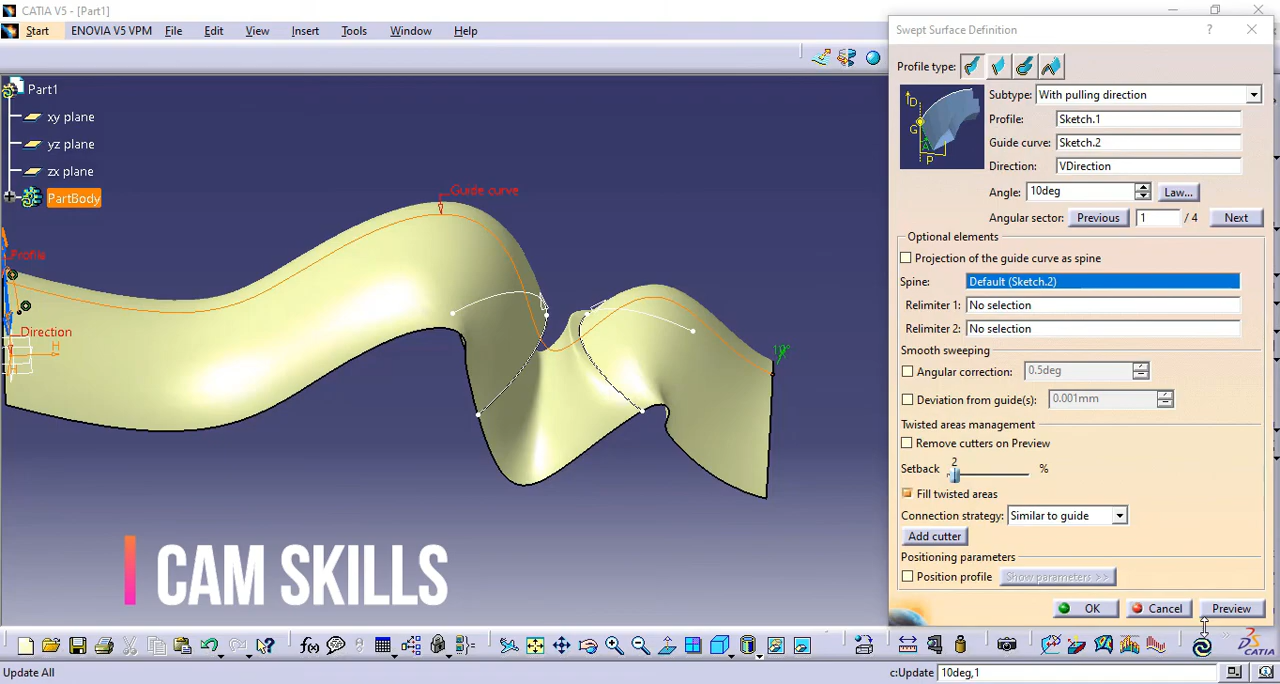 CATIA V5 - [Part1]
Start ENOVIA V5 VPM File Edit View Insert Tools Window Help
Part1
xy plane
yz plane
zx plane
PartBody
Guide curve
Profile
Direction
H
H
10°
CAM SKILLS
Swept Surface Definition
Profile type:
Subtype: With pulling direction
Profile: Sketch.1
Guide curve: Sketch.2
Direction: VDirection
Angle: 10deg Law...
Angular sector: Previous 1 / 4 Next
D
G
A
P
Optional elements
Projection of the guide curve as spine
Spine: Default (Sketch.2)
Relimiter 1: No selection
Relimiter 2: No selection
Smooth sweeping
Angular correction: 0.5deg
Deviation from guide(s): 0.001mm
Twisted areas management
Remove cutters on Preview
Setback 2 %
Fill twisted areas
Connection strategy: Similar to guide
Add cutter
Positioning parameters
Position profile Show parameters >>
OK Cancel Preview
f(x)
CATIA
Update All c:Update 10deg,1